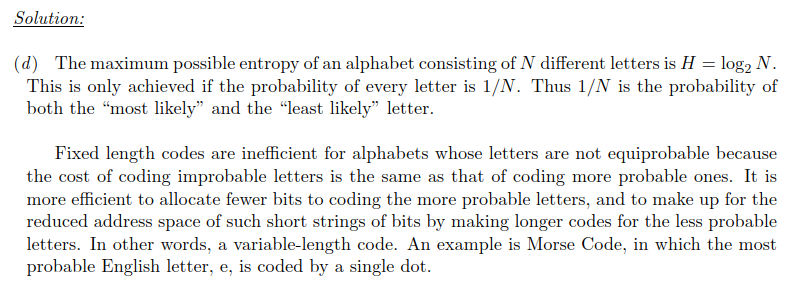 Solution:
(d) The maximum possible entropy of an alphabet consisting of N different letters is H = log₂ N.
This is only achieved if the probability of every letter is 1/N. Thus 1/N is the probability of
both the “most likely” and the “least likely” letter.
Fixed length codes are inefficient for alphabets whose letters are not equiprobable because
the cost of coding improbable letters is the same as that of coding more probable ones. It is
more efficient to allocate fewer bits to coding the more probable letters, and to make up for the
reduced address space of such short strings of bits by making longer codes for the less probable
letters. In other words, a variable-length code. An example is Morse Code, in which the most
probable English letter, e, is coded by a single dot.